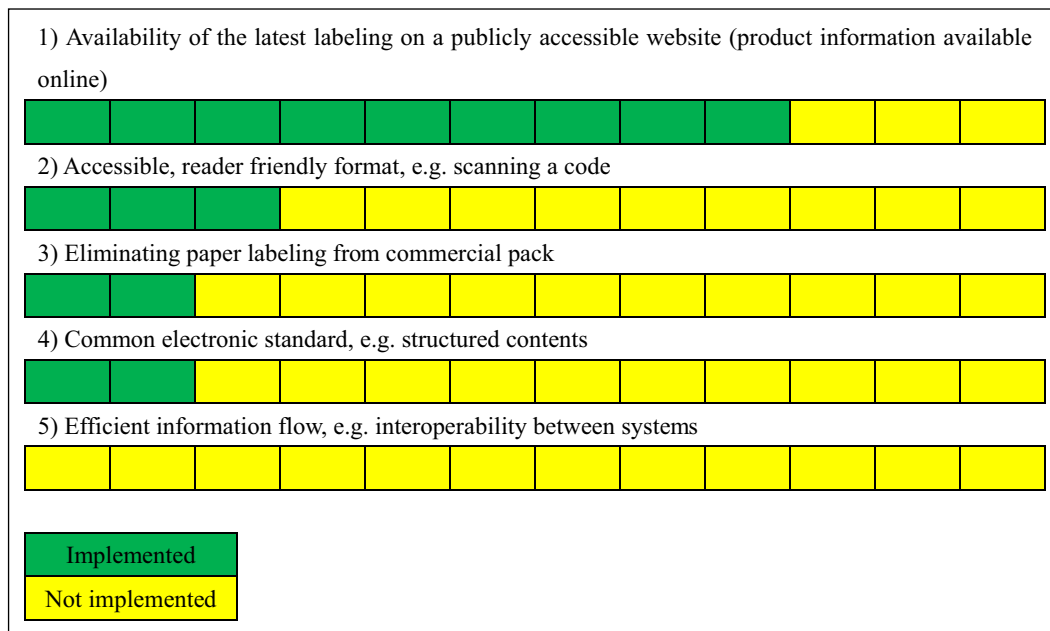 1) Availability of the latest labeling on a publicly accessible website (product information available
online)
2) Accessible, reader friendly format, e.g. scanning a code
3) Eliminating paper labeling from commercial pack
4) Common electronic standard, e.g. structured contents
5) Efficient information flow, e.g. interoperability between systems
Implemented
Not implemented